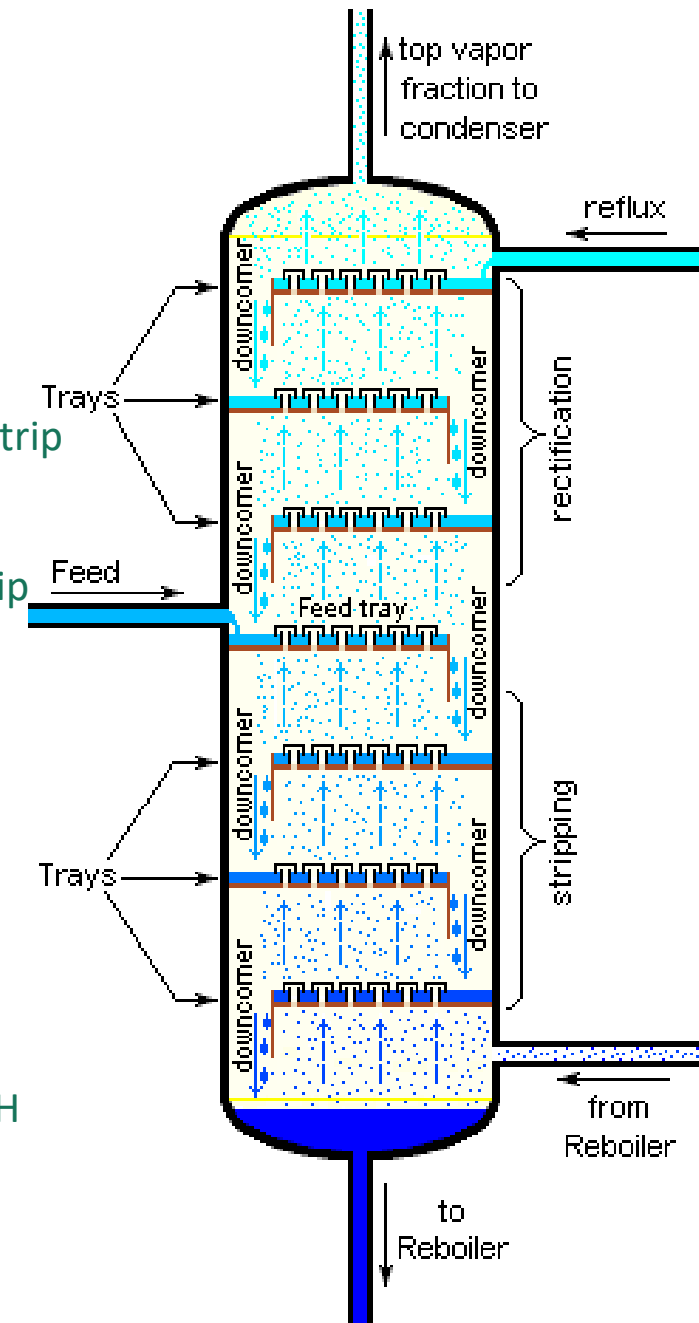 top vapor
fraction to
condenser
reflux
downcomer
Trays
downcomer
rectification
trip
downcomer
ip
Feed
Feed tray
downcomer
downcomer
stripping
Trays
downcomer
downcomer
H
from
Reboiler
to
Reboiler